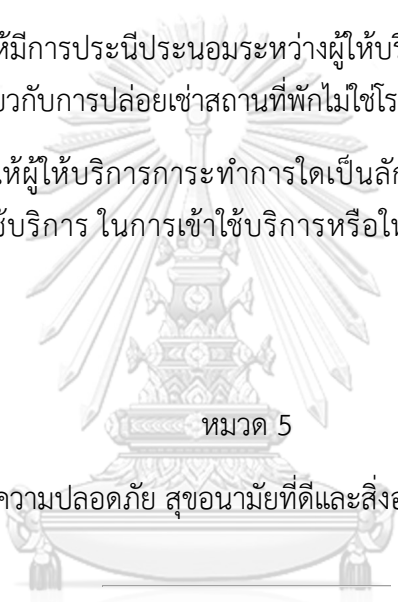 ห้มีการประนีประนอมระหว่างผู้ให้บริ
ยวกับการปล่อยเช่าสถานที่พักไม่ใช่โร
ห้ผู้ให้บริการการะทำการใดเป็นลัก
ช้บริการ ในการเข้าใช้บริการหรือใน
หมวด 5
ความปลอดภัย สุขอนามัยที่ดีและสิ่งอ